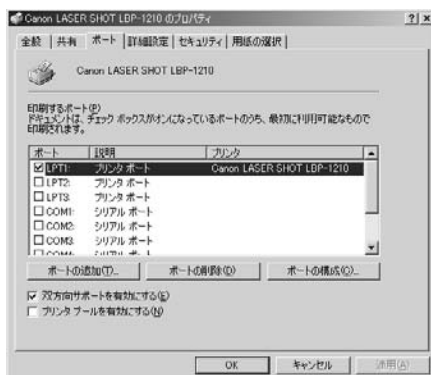 Canon LASER SHOT LBP-1210 のプロパティ
全般 共有 ポート 詳細設定 セキュリティ 用紙の選択
Canon LASER SHOT LBP-1210
印刷するポート(P)
ドキュメントは、チェック ボックスがオンになっているポートのうち、最初に利用可能なもので
印刷されます。
ポート 説明 プリンタ
LPT1: プリンタ ポート Canon LASER SHOT LBP-1210
LPT2: プリンタ ポート
LPT3: プリンタ ポート
COM1: シリアル ポート
COM2: シリアル ポート
COM3: シリアル ポート
COM4: シリアル ポート
ポートの追加(T)... ポートの削除(D) ポートの構成(C)...
双方向サポートを有効にする(E)
プリンタ プールを有効にする(N)
OK キャンセル 適用(A)